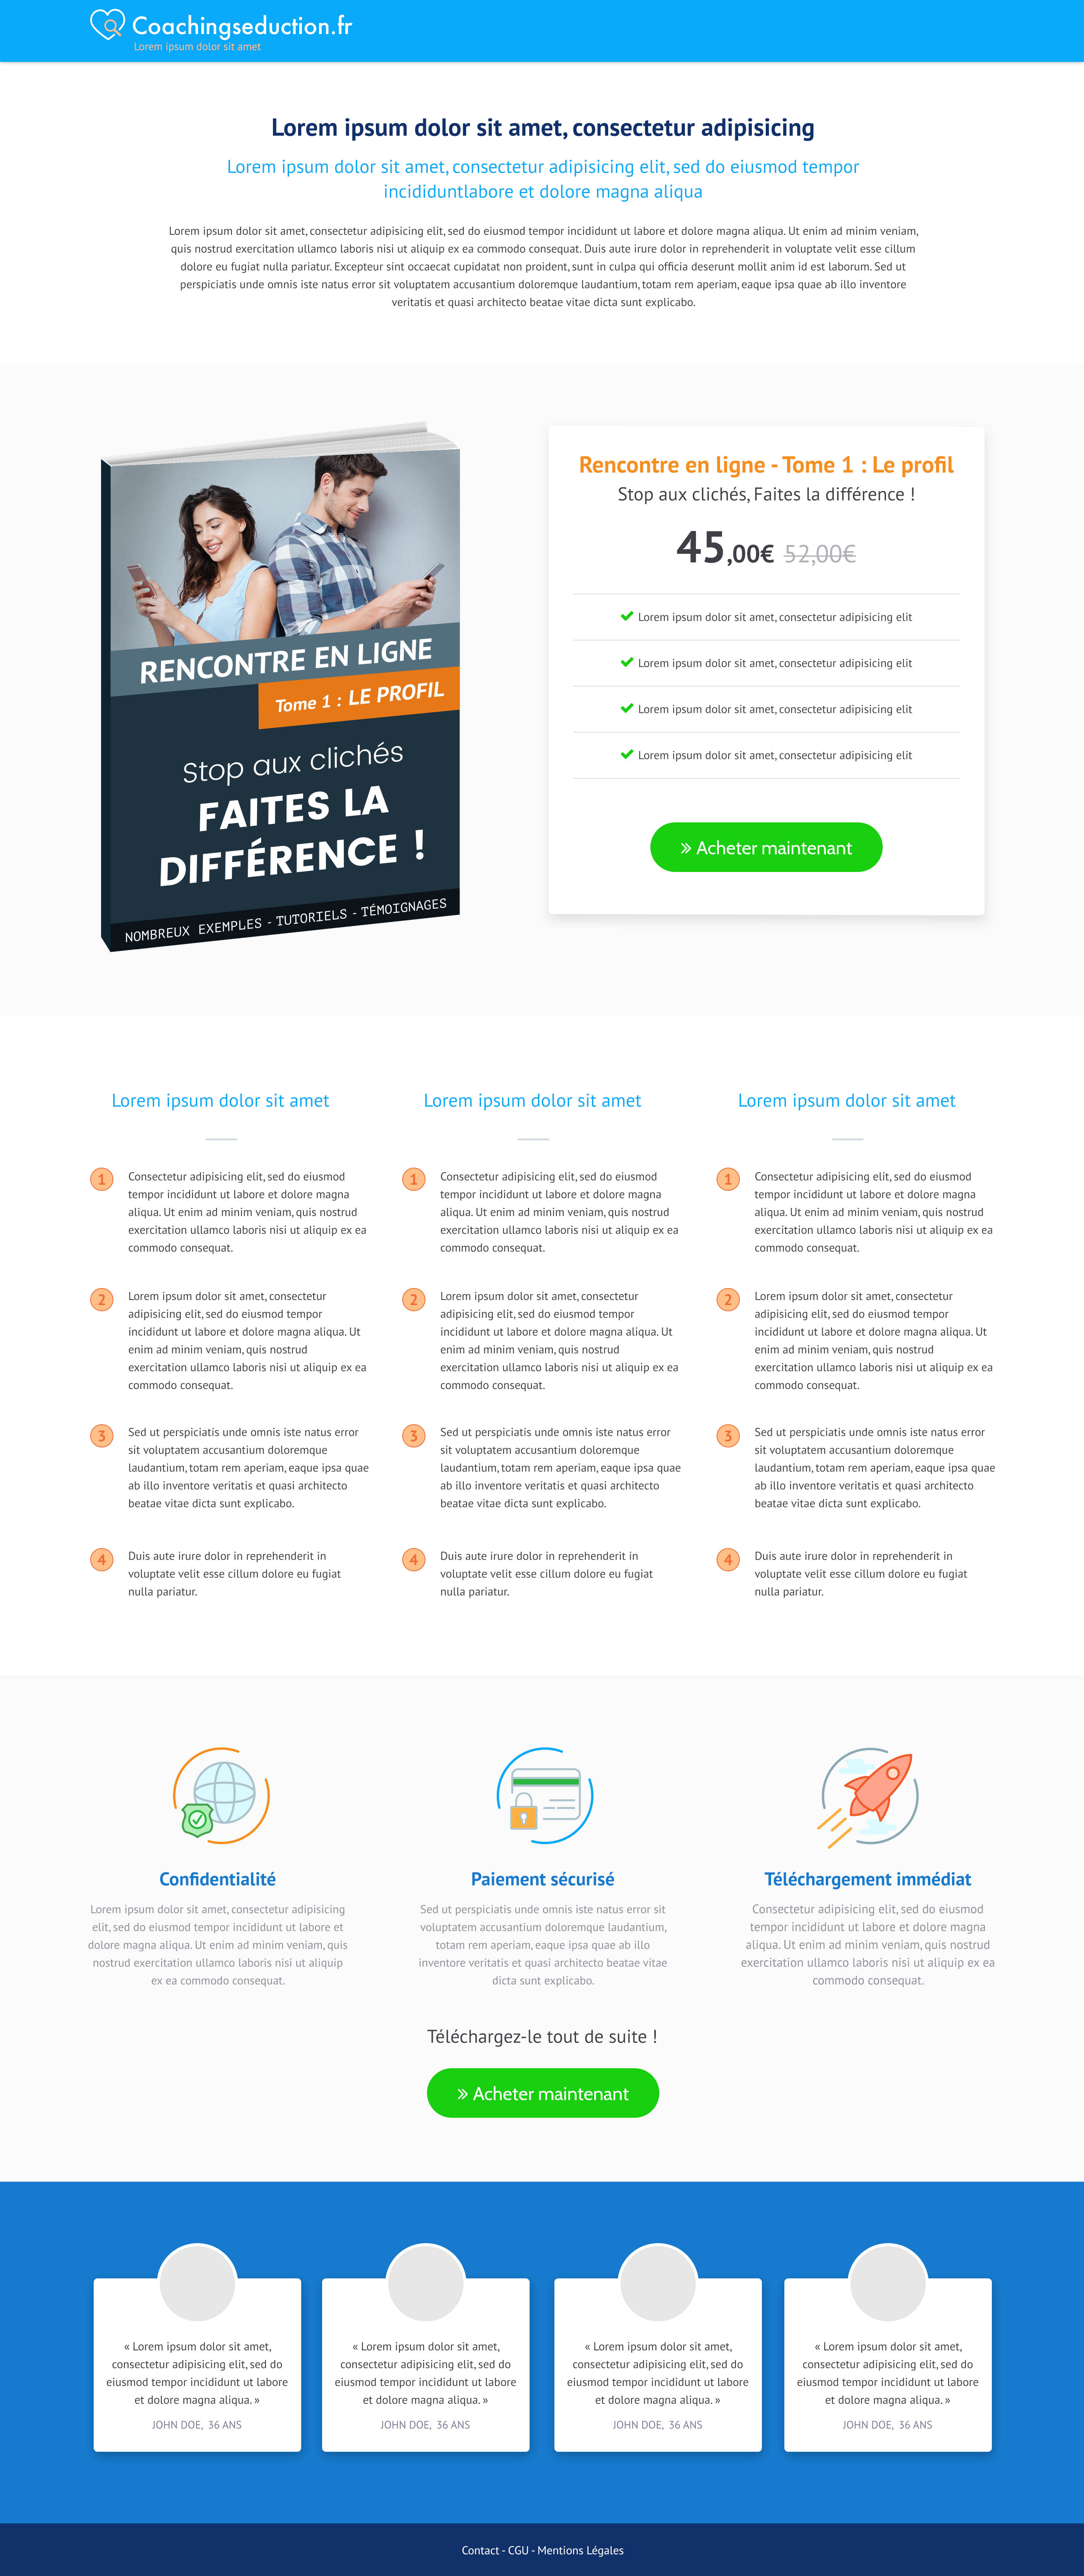 Coachingseduction.fr
Lorem ipsum dolor sit amet
Lorem ipsum dolor sit amet, consectetur adipisicing
Lorem ipsum dolor sit amet, consectetur adipisicing elit, sed do eiusmod tempor
incididuntlabore et dolore magna aliqua
Lorem ipsum dolor sit amet, consectetur adipisicing elit, sed do eiusmod tempor incididunt ut labore et dolore magna aliqua. Ut enim ad minim veniam,
quis nostrud exercitation ullamco laboris nisi ut aliquip ex ea commodo consequat. Duis aute irure dolor in reprehenderit in voluptate velit esse cillum
dolore eu fugiat nulla pariatur. Excepteur sint occaecat cupidatat non proident, sunt in culpa qui officia deserunt mollit anim id est laborum. Sed ut
perspiciatis unde omnis iste natus error sit voluptatem accusantium doloremque laudantium, totam rem aperiam, eaque ipsa quae ab illo inventore
veritatis et quasi architecto beatae vitae dicta sunt explicabo.
RENCONTRE EN LIGNE
Tome 1 : LE PROFIL
Stop aux clichés
FAITES LA
DIFFÉRENCE !
NOMBREUX EXEMPLES - TUTORIELS - TÉMOIGNAGES
Rencontre en ligne - Tome 1 : Le profil
Stop aux clichés, Faites la différence !
45,00€ 52,00€
Lorem ipsum dolor sit amet, consectetur adipisicing elit
Lorem ipsum dolor sit amet, consectetur adipisicing elit
Lorem ipsum dolor sit amet, consectetur adipisicing elit
Lorem ipsum dolor sit amet, consectetur adipisicing elit
» Acheter maintenant
Lorem ipsum dolor sit amet
1
Consectetur adipisicing elit, sed do eiusmod
tempor incididunt ut labore et dolore magna
aliqua. Ut enim ad minim veniam, quis nostrud
exercitation ullamco laboris nisi ut aliquip ex ea
commodo consequat.
2
Lorem ipsum dolor sit amet, consectetur
adipisicing elit, sed do eiusmod tempor
incididunt ut labore et dolore magna aliqua. Ut
enim ad minim veniam, quis nostrud
exercitation ullamco laboris nisi ut aliquip ex ea
commodo consequat.
3
Sed ut perspiciatis unde omnis iste natus error
sit voluptatem accusantium doloremque
laudantium, totam rem aperiam, eaque ipsa quae
ab illo inventore veritatis et quasi architecto
beatae vitae dicta sunt explicabo.
4
Duis aute irure dolor in reprehenderit in
voluptate velit esse cillum dolore eu fugiat
nulla pariatur.
Lorem ipsum dolor sit amet
1
Consectetur adipisicing elit, sed do eiusmod
tempor incididunt ut labore et dolore magna
aliqua. Ut enim ad minim veniam, quis nostrud
exercitation ullamco laboris nisi ut aliquip ex ea
commodo consequat.
2
Lorem ipsum dolor sit amet, consectetur
adipisicing elit, sed do eiusmod tempor
incididunt ut labore et dolore magna aliqua. Ut
enim ad minim veniam, quis nostrud
exercitation ullamco laboris nisi ut aliquip ex ea
commodo consequat.
3
Sed ut perspiciatis unde omnis iste natus error
sit voluptatem accusantium doloremque
laudantium, totam rem aperiam, eaque ipsa quae
ab illo inventore veritatis et quasi architecto
beatae vitae dicta sunt explicabo.
4
Duis aute irure dolor in reprehenderit in
voluptate velit esse cillum dolore eu fugiat
nulla pariatur.
Lorem ipsum dolor sit amet
1
Consectetur adipisicing elit, sed do eiusmod
tempor incididunt ut labore et dolore magna
aliqua. Ut enim ad minim veniam, quis nostrud
exercitation ullamco laboris nisi ut aliquip ex ea
commodo consequat.
2
Lorem ipsum dolor sit amet, consectetur
adipisicing elit, sed do eiusmod tempor
incididunt ut labore et dolore magna aliqua. Ut
enim ad minim veniam, quis nostrud
exercitation ullamco laboris nisi ut aliquip ex ea
commodo consequat.
3
Sed ut perspiciatis unde omnis iste natus error
sit voluptatem accusantium doloremque
laudantium, totam rem aperiam, eaque ipsa quae
ab illo inventore veritatis et quasi architecto
beatae vitae dicta sunt explicabo.
4
Duis aute irure dolor in reprehenderit in
voluptate velit esse cillum dolore eu fugiat
nulla pariatur.
Confidentialité
Lorem ipsum dolor sit amet, consectetur adipisicing
elit, sed do eiusmod tempor incididunt ut labore et
dolore magna aliqua. Ut enim ad minim veniam, quis
nostrud exercitation ullamco laboris nisi ut aliquip
ex ea commodo consequat.
Paiement sécurisé
Sed ut perspiciatis unde omnis iste natus error sit
voluptatem accusantium doloremque laudantium,
totam rem aperiam, eaque ipsa quae ab illo
inventore veritatis et quasi architecto beatae vitae
dicta sunt explicabo.
Téléchargement immédiat
Consectetur adipisicing elit, sed do eiusmod
tempor incididunt ut labore et dolore magna
aliqua. Ut enim ad minim veniam, quis nostrud
exercitation ullamco laboris nisi ut aliquip ex ea
commodo consequat.
Téléchargez-le tout de suite !
» Acheter maintenant
« Lorem ipsum dolor sit amet,
consectetur adipisicing elit, sed do
eiusmod tempor incididunt ut labore
et dolore magna aliqua. »
JOHN DOE, 36 ANS
« Lorem ipsum dolor sit amet,
consectetur adipisicing elit, sed do
eiusmod tempor incididunt ut labore
et dolore magna aliqua. »
JOHN DOE, 36 ANS
« Lorem ipsum dolor sit amet,
consectetur adipisicing elit, sed do
eiusmod tempor incididunt ut labore
et dolore magna aliqua. »
JOHN DOE, 36 ANS
« Lorem ipsum dolor sit amet,
consectetur adipisicing elit, sed do
eiusmod tempor incididunt ut labore
et dolore magna aliqua. »
JOHN DOE, 36 ANS
Contact - CGU - Mentions Légales